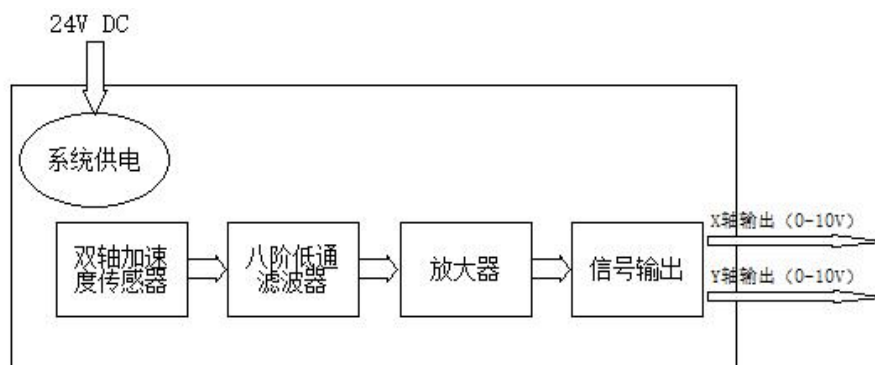 24V DC
系统供电
双轴加速
度传感器
八阶低通
滤波器
放大器
信号输出
X轴输出（0-10V）
Y轴输出（0-10V）